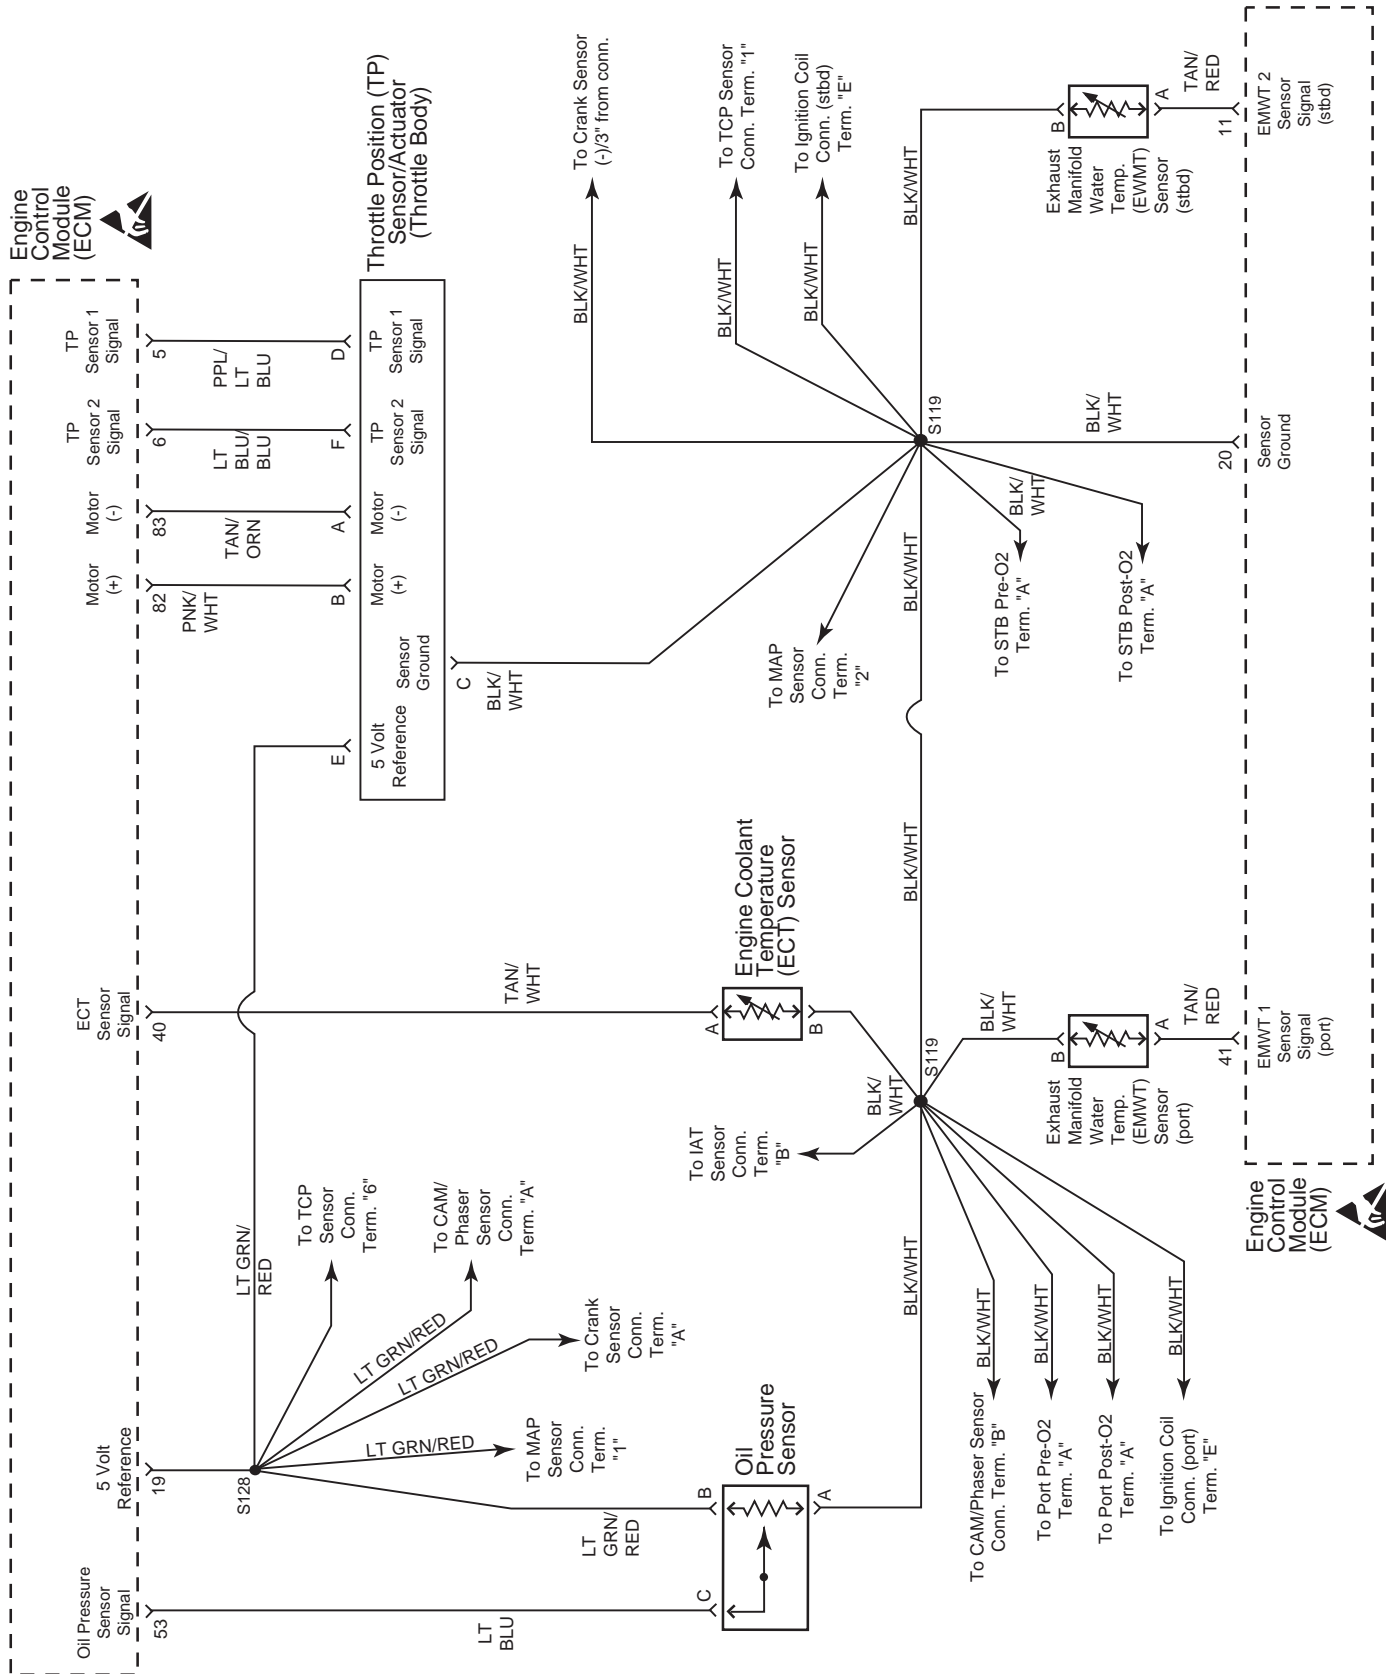 Oil Pressure
Sensor
Signal
53
5 Volt
Reference
19
ECT
Sensor
Signal
40
Motor
(+)
82
Motor
(-)
83
TP
Sensor 2
Signal
6
TP
Sensor 1
Signal
5
Engine
Control
Module
(ECM)
PNK/
WHT
TAN/
ORN
LT
BLU/
BLU
PPL/
LT
BLU
S128
LT GRN/
RED
E
B
A
F
D
5 Volt
Reference
Sensor
Ground
Motor
(+)
Motor
(-)
TP
Sensor 2
Signal
TP
Sensor 1
Signal
Throttle Position (TP)
Sensor/Actuator
(Throttle Body)
C
BLK/
WHT
To TCP
Sensor
Conn.
Term. "6"
To CAM/
Phaser
Sensor
Conn.
Term. "A"
To Crank
Sensor
Conn.
Term.
"A"
To MAP
Sensor
Conn.
Term.
"1"
LT GRN/RED
LT GRN/RED
LT GRN/RED
LT
BLU
LT
GRN/
RED
TAN/
WHT
C
B
A
Oil
Pressure
Sensor
A
B
Engine Coolant
Temperature
(ECT) Sensor
To IAT
Sensor
Conn.
Term.
"B"
BLK/
WHT
To MAP
Sensor
Conn.
Term.
"2"
BLK/WHT
To Crank Sensor
(-)/3" from conn.
BLK/WHT
To TCP Sensor
Conn. Term. "1"
BLK/WHT
To Ignition Coil
Conn. (stbd)
Term. "E"
BLK/WHT
S119
BLK/WHT
BLK/WHT
S119
BLK/WHT
BLK/WHT
To CAM/Phaser Sensor
Conn. Term. "B"
BLK/WHT
To Port Pre-O2
Term. "A"
BLK/WHT
To Port Post-O2
Term. "A"
BLK/WHT
To Ignition Coil
Conn. (port)
Term. "E"
BLK/WHT
BLK/
WHT
B
A
Exhaust
Manifold
Water
Temp.
(EMWT)
Sensor
(port)
TAN/
RED
41
EMWT 1
Sensor
Signal
(port)
To STB Pre-O2
Term. "A"
BLK/
WHT
To STB Post-O2
Term. "A"
BLK/
WHT
20
Sensor
Ground
B
A
Exhaust
Manifold
Water
Temp.
(EWMT)
Sensor
(stbd)
TAN/
RED
11
EMWT 2
Sensor
Signal
(stbd)
Engine
Control
Module
(ECM)